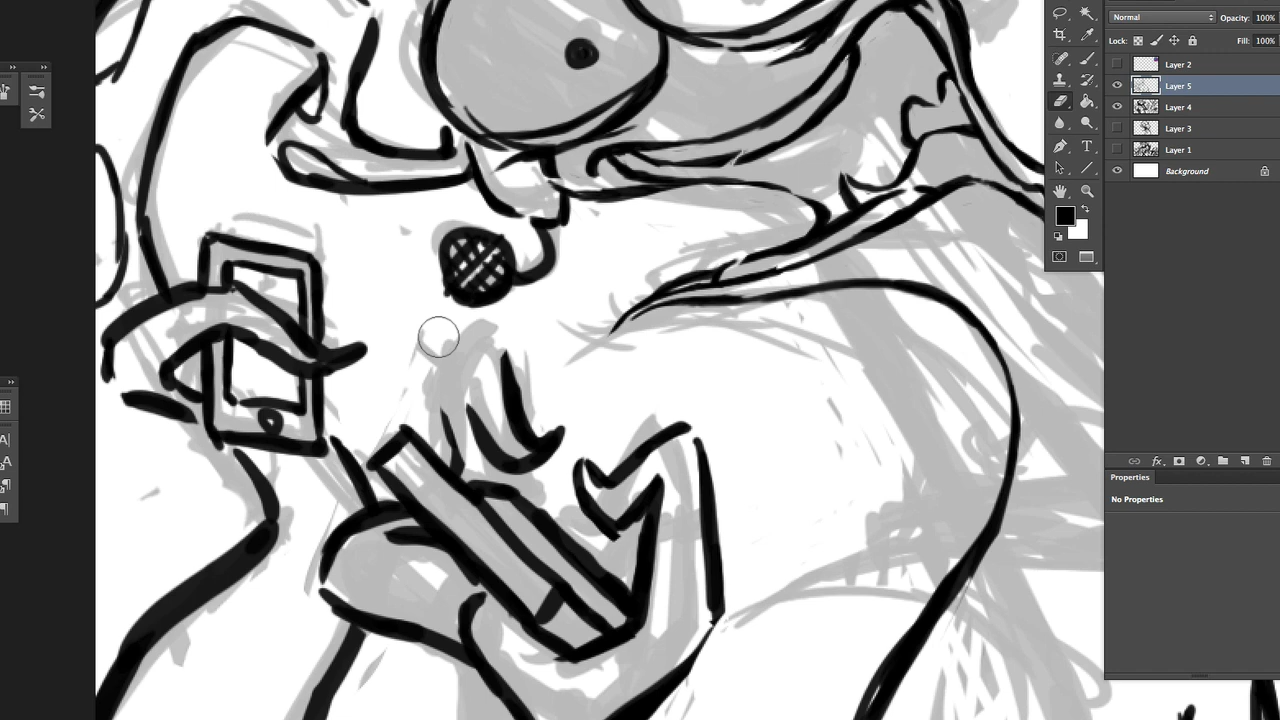 Normal
Opacity: 100%
Lock:
Fill: 100%
Layer 2
Layer 5
Layer 4
Layer 3
Layer 1
Background
Properties
No Properties